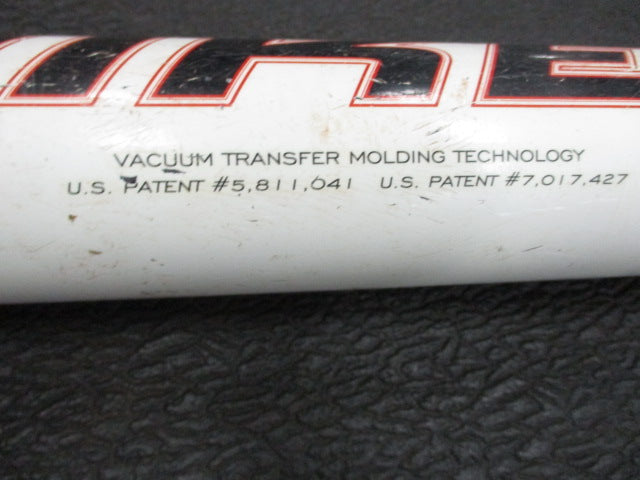 VACUUM TRANSFER MOLDING TECHNOLOGY
U.S. PATENT #5,811,041 U.S. PATENT #7,017,427